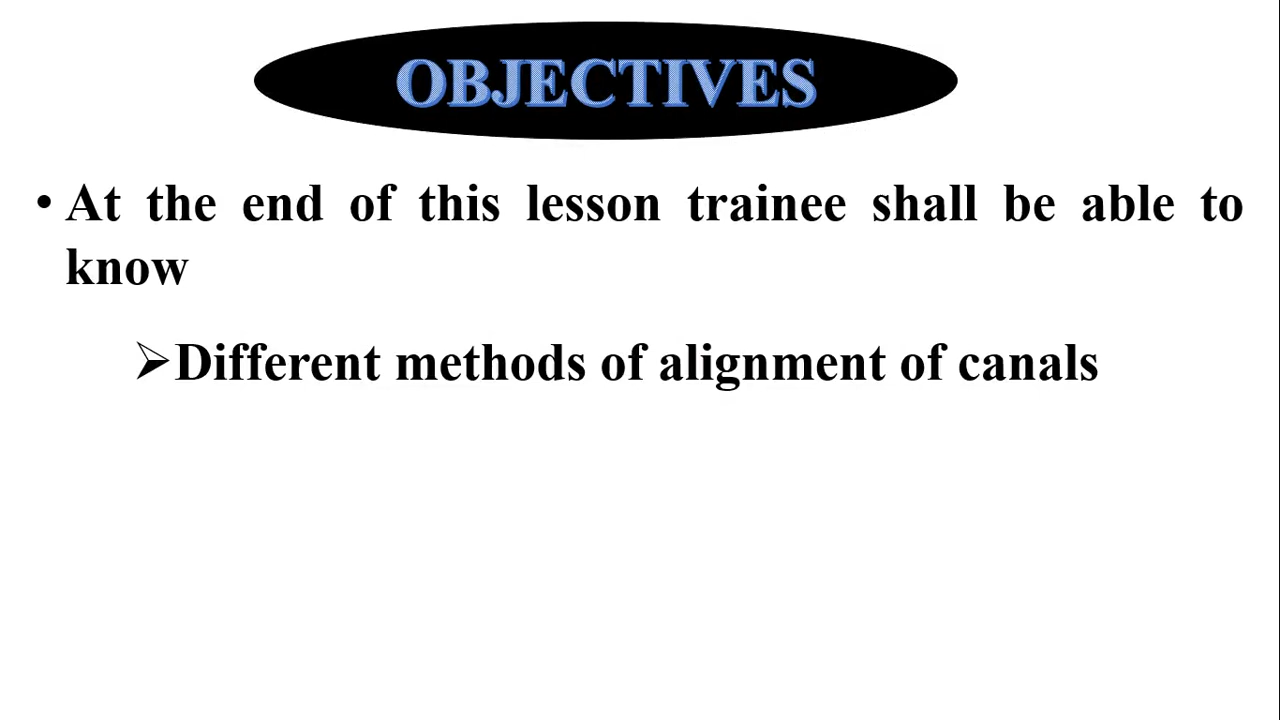 OBJECTIVES
• At the end of this lesson trainee shall be able to
know
➢Different methods of alignment of canals